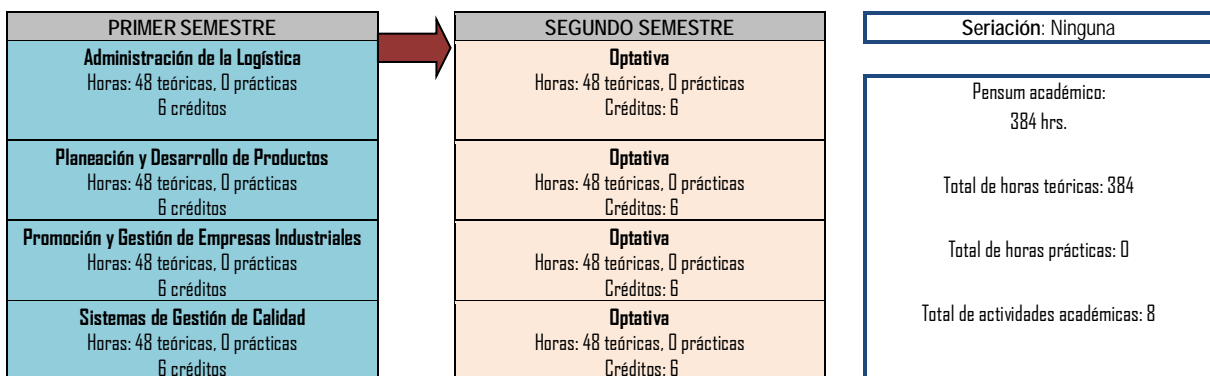 PRIMER SEMESTRE
Administración de la Logística
Horas: 48 teóricas, 0 prácticas
6 créditos
Planeación y Desarrollo de Productos
Horas: 48 teóricas, 0 prácticas
6 créditos
Promoción y Gestión de Empresas Industriales
Horas: 48 teóricas, 0 prácticas
6 créditos
Sistemas de Gestión de Calidad
Horas: 48 teóricas, 0 prácticas
6 créditos
SEGUNDO SEMESTRE
Optativa
Horas: 48 teóricas, 0 prácticas
Créditos: 6
Optativa
Horas: 48 teóricas, 0 prácticas
Créditos: 6
Optativa
Horas: 48 teóricas, 0 prácticas
Créditos: 6
Optativa
Horas: 48 teóricas, 0 prácticas
Créditos: 6
Seriación: Ninguna
Pensum académico:
384 hrs.
Total de horas teóricas: 384
Total de horas prácticas: 0
Total de actividades académicas: 8